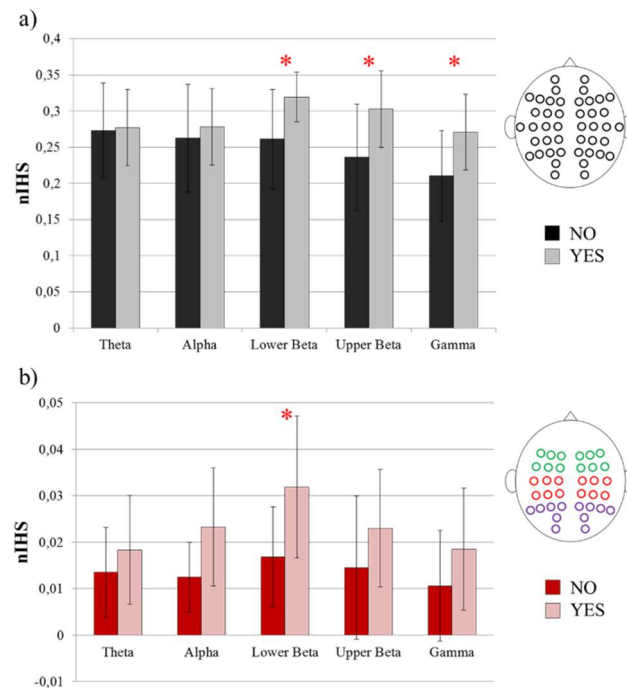 a)
0,4
0,35
0,3
0,25
0,2
0,15
0,1
0,05
0
nIHS
* * *
Theta Alpha Lower Beta Upper Beta Gamma
NO
YES
b)
0,05
0,04
0,03
0,02
0,01
0
-0,01
nIHS
*
Theta Alpha Lower Beta Upper Beta Gamma
NO
YES